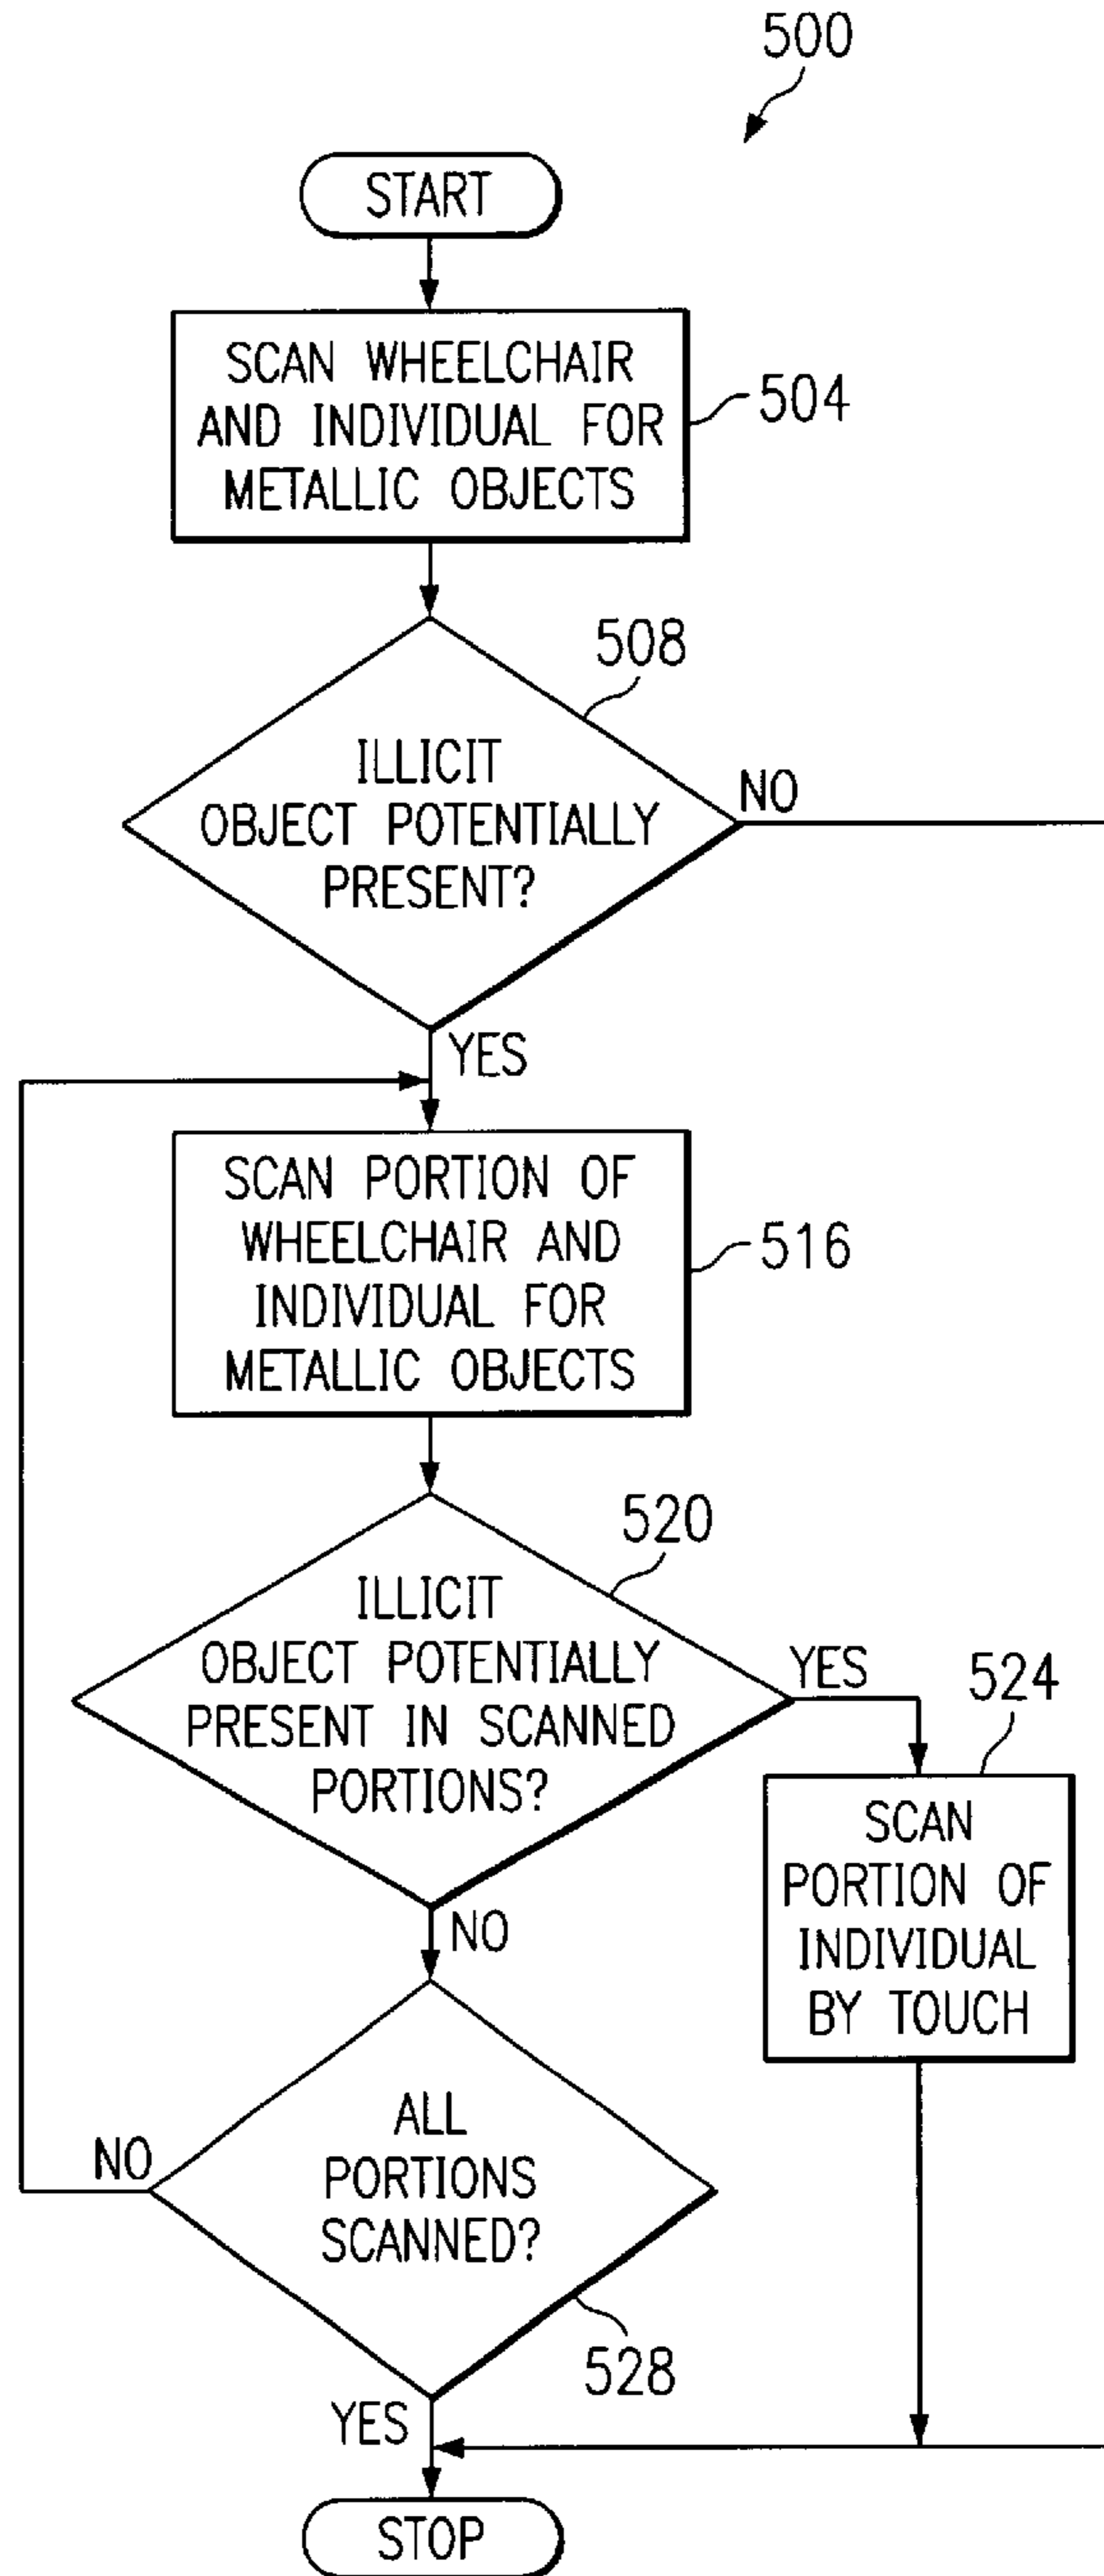 500
START
SCAN WHEELCHAIR
AND INDIVIDUAL FOR
METALLIC OBJECTS
504
508
ILLICIT
OBJECT POTENTIALLY
PRESENT?
NO
YES
SCAN PORTION OF
WHEELCHAIR AND
INDIVIDUAL FOR
METALLIC OBJECTS
516
520
ILLICIT
OBJECT POTENTIALLY
PRESENT IN SCANNED
PORTIONS?
YES
524
SCAN
PORTION OF
INDIVIDUAL
BY TOUCH
NO
ALL
PORTIONS
SCANNED?
NO
528
YES
STOP